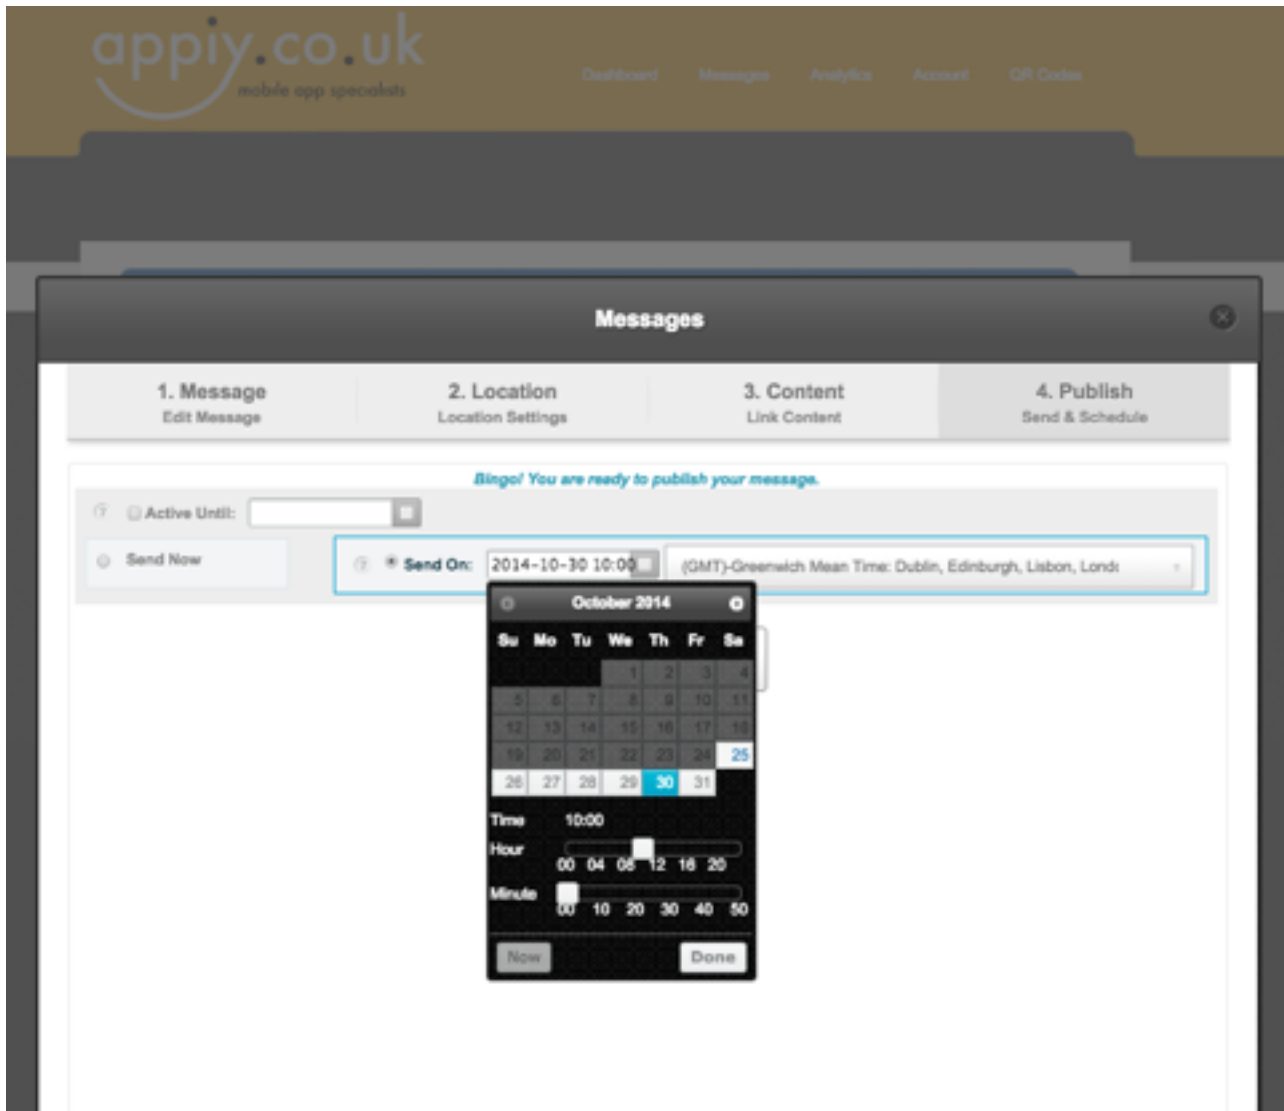 appiy.co.uk
mobile app specialists
Dashboard Messages Analytics Account QR Codes
Messages
1. Message 2. Location 3. Content 4. Publish
Edit Message Location Settings Link Content Send & Schedule
Bingo! You are ready to publish your message.
? Active Until:
Send Now ? Send On: 2014-10-30 10:00 (GMT)-Greenwich Mean Time: Dublin, Edinburgh, Lisbon, Lond
October 2014
Su Mo Tu We Th Fr Sa
1 2 3 4
5 6 7 8 9 10 11
12 13 14 15 16 17 18
19 20 21 22 23 24 25
26 27 28 29 30 31
Time 10:00
Hour
00 04 08 12 16 20
Minute
00 10 20 30 40 50
Now Done